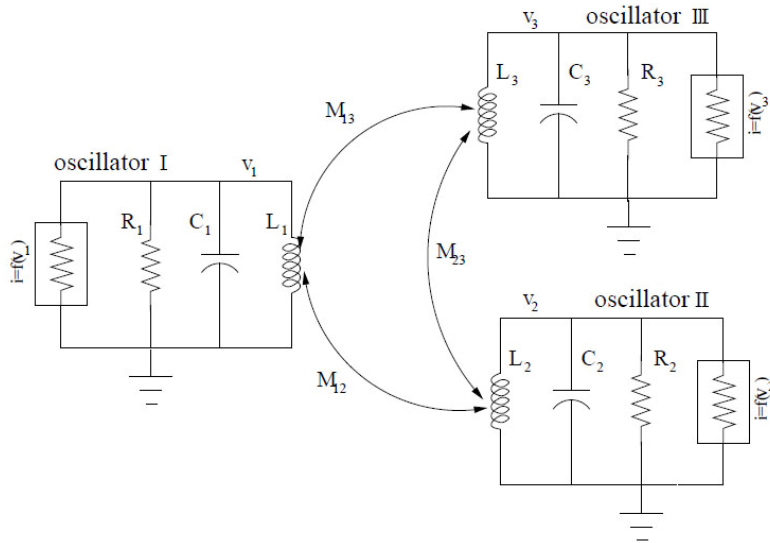 v3 oscillator III
L3 C3 R3 i=f(v3)
M13
oscillator I v1
i=f(v1) R1 C1 L1
M23
v2 oscillator II
M12
L2 C2 R2 i=f(v2)